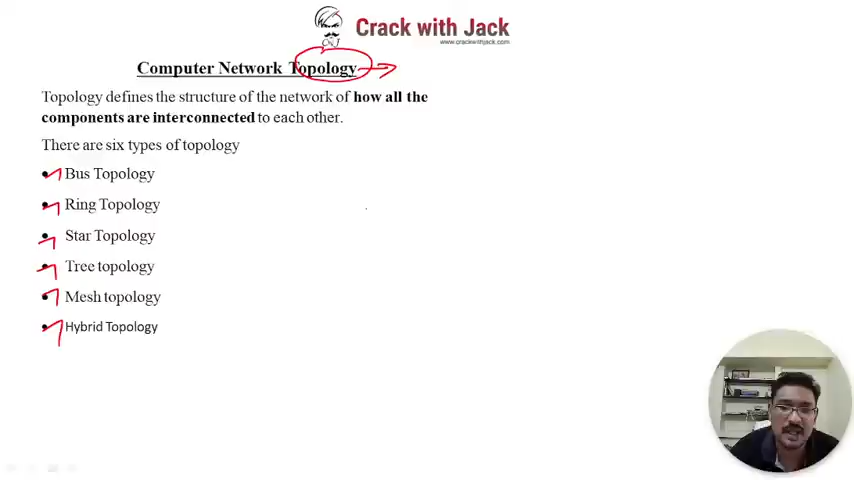 Crack with Jack
www.crackwithjack.com
Computer Network Topology
Topology defines the structure of the network of how all the
components are interconnected to each other.
There are six types of topology
Bus Topology
Ring Topology
Star Topology
Tree topology
Mesh topology
Hybrid Topology